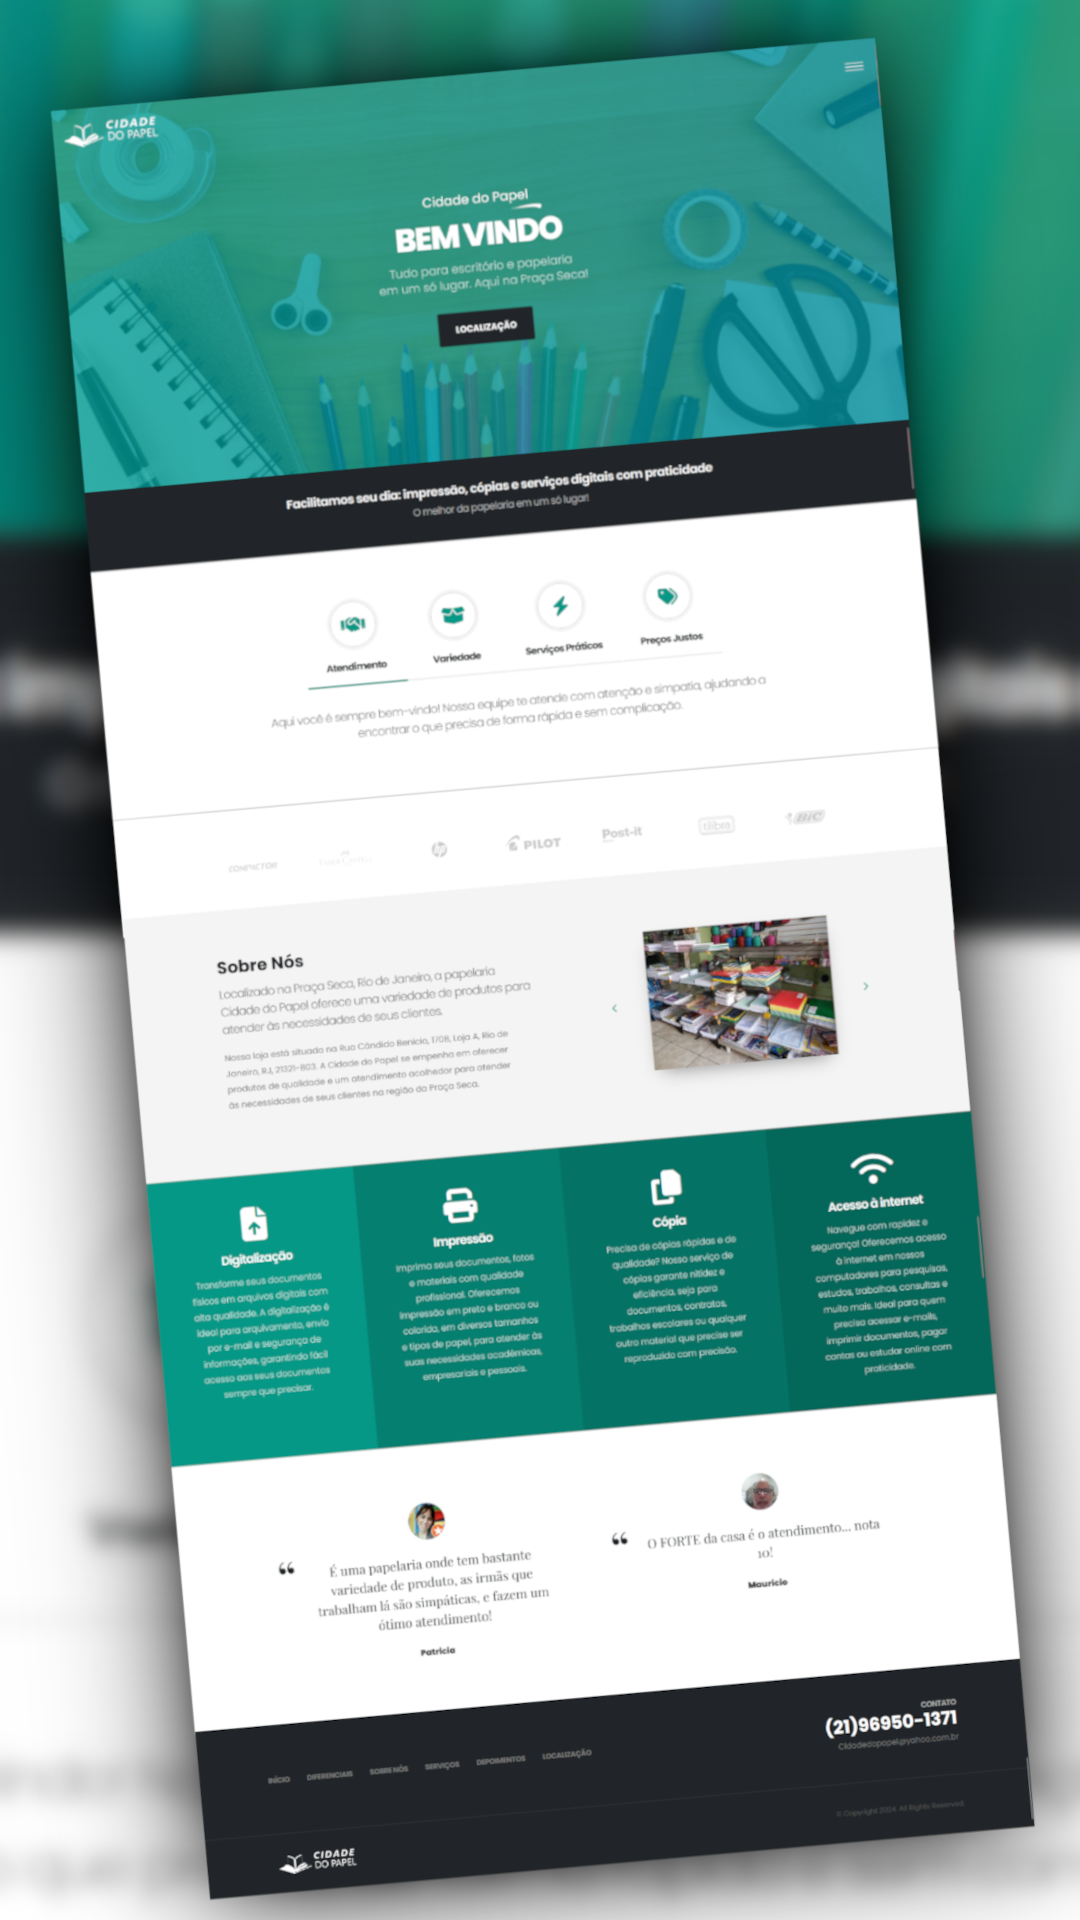 CIDADE
DO PAPEL
Cidade do Papel
BEM VINDO
Tudo para escritório e papelaria
em um só lugar. Aqui na Praça Seca!
LOCALIZAÇÃO
Facilitamos seu dia: impressão, cópias e serviços digitais com praticidade
O melhor da papelaria em um só lugar!
Atendimento
Variedade
Serviços Práticos
Preços Justos
Aqui você é sempre bem-vindo! Nossa equipe te atende com atenção e simpatia, ajudando a
encontrar o que precisa de forma rápida e sem complicação.
COMPACTOR
hp
PILOT
Post-it
tilibra
BIC
Sobre Nós
Localizado na Praça Seca, Rio de Janeiro, a papelaria
Cidade do Papel oferece uma variedade de produtos para
atender às necessidades de seus clientes.
Nossa loja está situada na Rua Cândido Benício, 1708, Loja A, Rio de
Janeiro, RJ, 21321-803. A Cidade do Papel se empenha em oferecer
produtos de qualidade e um atendimento acolhedor para atender
às necessidades de seus clientes na região da Praça Seca.
Digitalização
Transforme seus documentos
físicos em arquivos digitais com
alta qualidade. A digitalização é
ideal para arquivamento, envio
por e-mail e segurança de
informações, garantindo fácil
acesso aos seus documentos
sempre que precisar.
Impressão
Imprima seus documentos, fotos
e materiais com qualidade
profissional. Oferecemos
impressão em preto e branco ou
colorida, em diversos tamanhos
e tipos de papel, para atender às
suas necessidades acadêmicas,
empresariais e pessoais.
Cópia
Precisa de cópias rápidas e de
qualidade? Nosso serviço de
cópias garante nitidez e
eficiência, seja para
documentos, contratos,
trabalhos escolares ou qualquer
outro material que precise ser
reproduzido com precisão.
Acesso à internet
Navegue com rapidez e
segurança! Oferecemos acesso
à internet em nossos
computadores para pesquisas,
estudos, trabalhos, consultas e
muito mais. Ideal para quem
precisa acessar e-mails,
imprimir documentos, pagar
contas ou estudar online com
praticidade.
“ É uma papelaria onde tem bastante
variedade de produto, as irmãs que
trabalham lá são simpáticas, e fazem um
ótimo atendimento!
Patricia
“ O FORTE da casa é o atendimento... nota
10!
Mauricio
INÍCIO
DIFERENCIAIS
SOBRE NÓS
SERVIÇOS
DEPOIMENTOS
LOCALIZAÇÃO
CONTATO
(21)96950-1371
Cidadedopapel@yahoo.com.br
© Copyright 2024. All Rights Reserved.
CIDADE
DO PAPEL